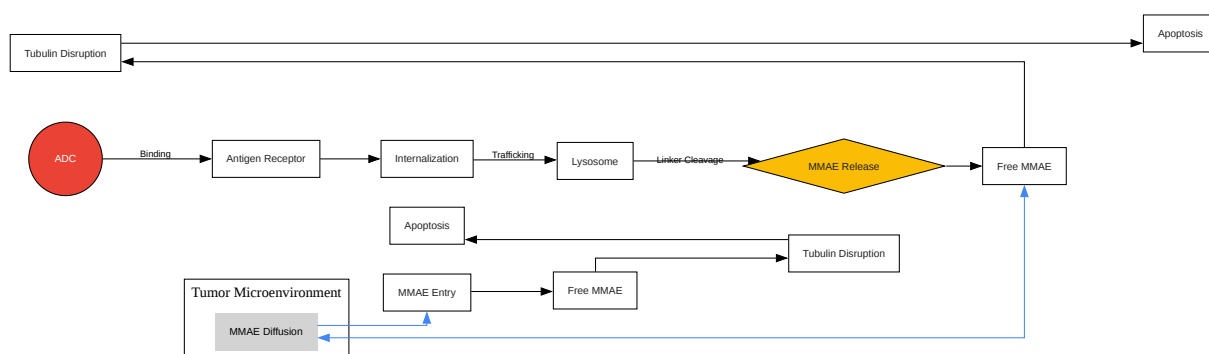 Apoptosis
Tubulin Disruption
ADC
Binding
Antigen Receptor
Internalization
Trafficking
Lysosome
Linker Cleavage
MMAE Release
Free MMAE
Apoptosis
Tubulin Disruption
Tumor Microenvironment
MMAE Entry
Free MMAE
MMAE Diffusion